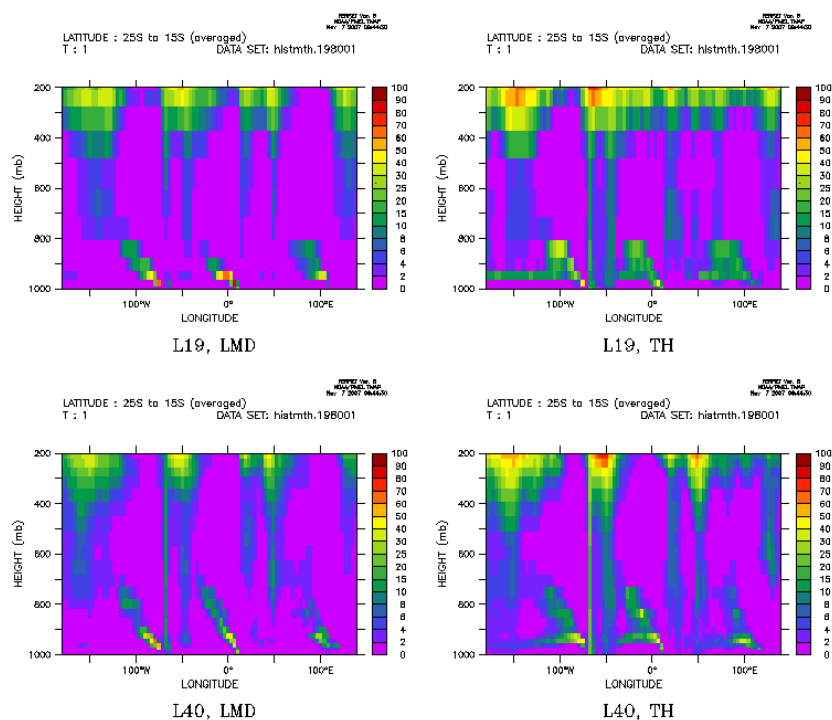 LATITUDE : 25S to 15S (averaged)
T : 1
DATA SET: histmth.198001
HEIGHT (mb)
200
400
600
800
1000
100°W
0°
100°E
LONGITUDE
100
90
80
70
60
50
40
30
25
20
15
10
8
6
4
2
0
L19, LMD
LATITUDE : 25S to 15S (averaged)
T : 1
DATA SET: histmth.198001
HEIGHT (mb)
200
400
600
800
1000
100°W
0°
100°E
LONGITUDE
100
90
80
70
60
50
40
30
25
20
15
10
8
6
4
2
0
L19, TH
LATITUDE : 25S to 15S (averaged)
T : 1
DATA SET: histmth.198001
HEIGHT (mb)
200
400
600
800
1000
100°W
0°
100°E
LONGITUDE
100
90
80
70
60
50
40
30
25
20
15
10
8
6
4
2
0
L40, LMD
LATITUDE : 25S to 15S (averaged)
T : 1
DATA SET: histmth.198001
HEIGHT (mb)
200
400
600
800
1000
100°W
0°
100°E
LONGITUDE
100
90
80
70
60
50
40
30
25
20
15
10
8
6
4
2
0
L40, TH